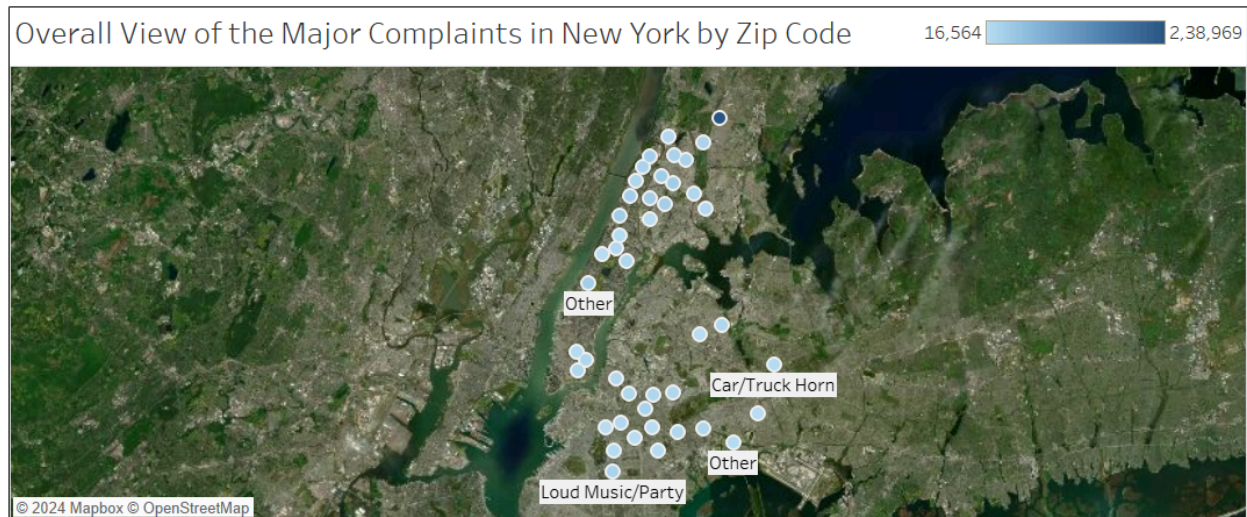 Overall View of the Major Complaints in New York by Zip Code
16,564 2,38,969
Other
Car/Truck Horn
Other
Loud Music/Party
© 2024 Mapbox © OpenStreetMap